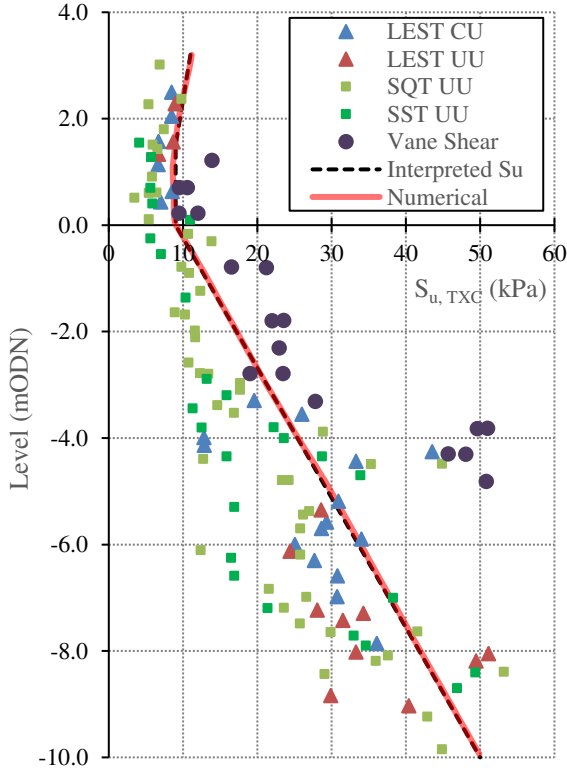 4.0
2.0
0.0
-2.0
-4.0
-6.0
-8.0
-10.0
Level (mODN)
LEST CU
LEST UU
SQT UU
SST UU
Vane Shear
Interpreted Su
Numerical
0 10 20 30 40 50 60
Su, TXC (kPa)